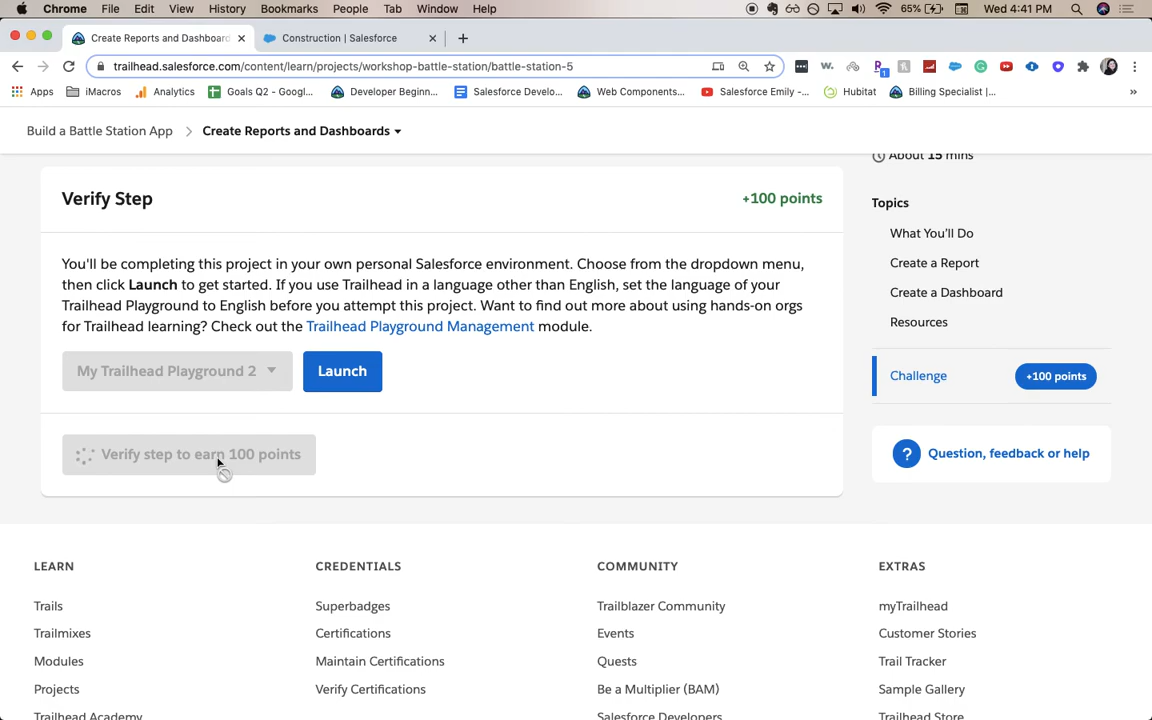 Chrome File Edit View History Bookmarks People Tab Window Help 65% Wed 4:41 PM
Create Reports and Dashboard Construction | Salesforce
trailhead.salesforce.com/content/learn/projects/workshop-battle-station/battle-station-5
Apps iMacros Analytics Goals Q2 - Googl... Developer Beginn... Salesforce Develo... Web Components... Salesforce Emily -... Hubitat Billing Specialist |... »
Build a Battle Station App Create Reports and Dashboards
About 15 mins
Verify Step +100 points
Topics
What You'll Do
You'll be completing this project in your own personal Salesforce environment. Choose from the dropdown menu,
then click Launch to get started. If you use Trailhead in a language other than English, set the language of your
Trailhead Playground to English before you attempt this project. Want to find out more about using hands-on orgs
for Trailhead learning? Check out the Trailhead Playground Management module.
Create a Report
Create a Dashboard
Resources
My Trailhead Playground 2 Launch
Challenge +100 points
Verify step to earn 100 points
? Question, feedback or help
LEARN CREDENTIALS COMMUNITY EXTRAS
Trails Superbadges Trailblazer Community myTrailhead
Trailmixes Certifications Events Customer Stories
Modules Maintain Certifications Quests Trail Tracker
Projects Verify Certifications Be a Multiplier (BAM) Sample Gallery
Trailhead Academy Salesforce Developers Trailhead Store